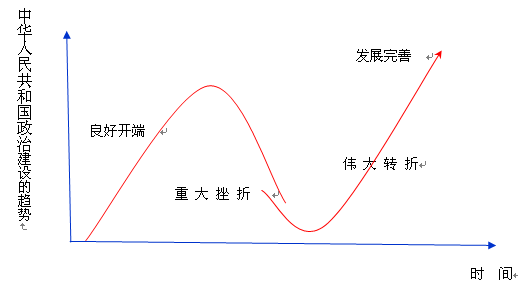 中华人民共和国政治建设的趋势
发展完善
良好开端
伟大转折
重大挫折
时间